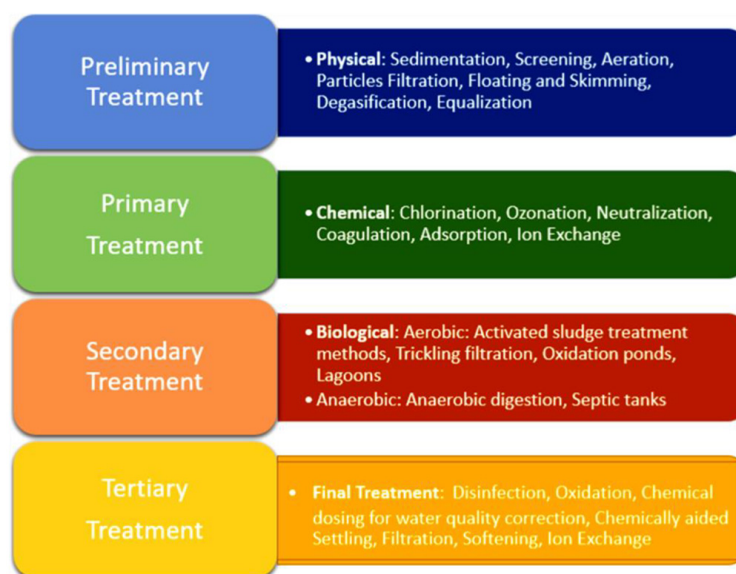 Preliminary
Treatment
• Physical: Sedimentation, Screening, Aeration,
Particles Filtration, Floating and Skimming,
Degasification, Equalization
Primary
Treatment
• Chemical: Chlorination, Ozonation, Neutralization,
Coagulation, Adsorption, Ion Exchange
Secondary
Treatment
• Biological: Aerobic: Activated sludge treatment
methods, Trickling filtration, Oxidation ponds,
Lagoons
• Anaerobic: Anaerobic digestion, Septic tanks
Tertiary
Treatment
• Final Treatment: Disinfection, Oxidation, Chemical
dosing for water quality correction, Chemically aided
Settling, Filtration, Softening, Ion Exchange